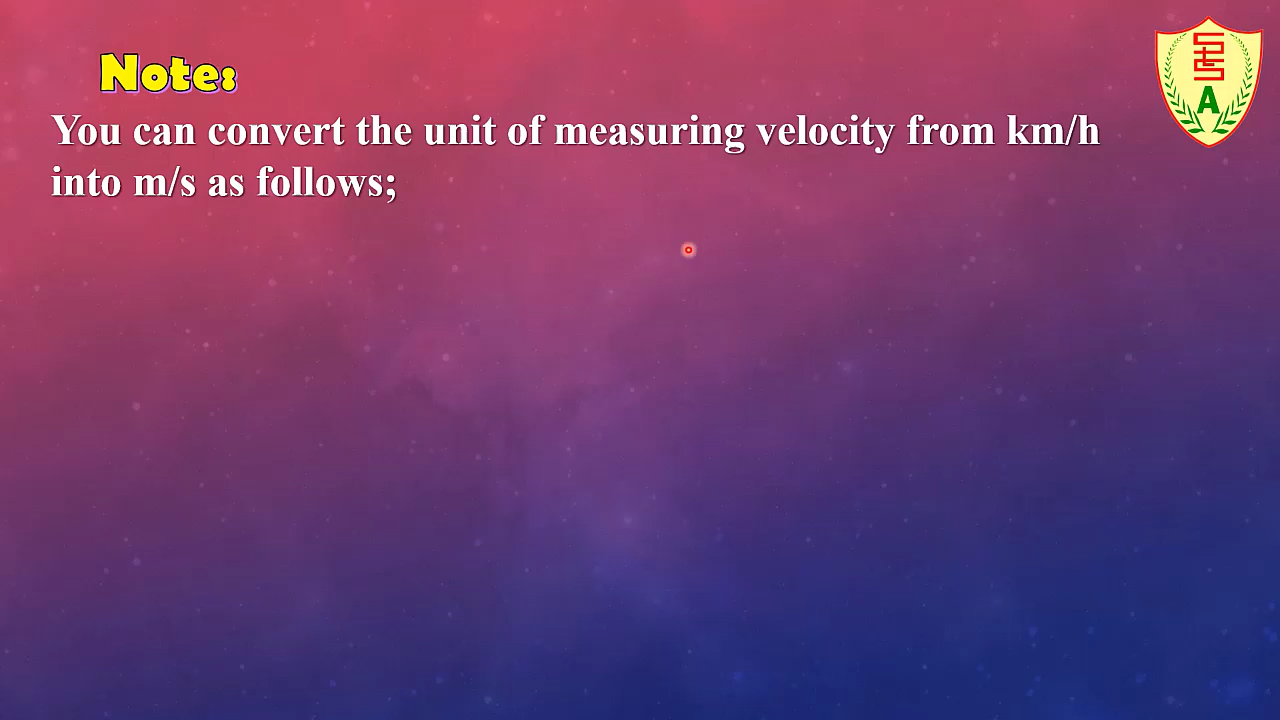 Note:
You can convert the unit of measuring velocity from km/h
into m/s as follows;
A